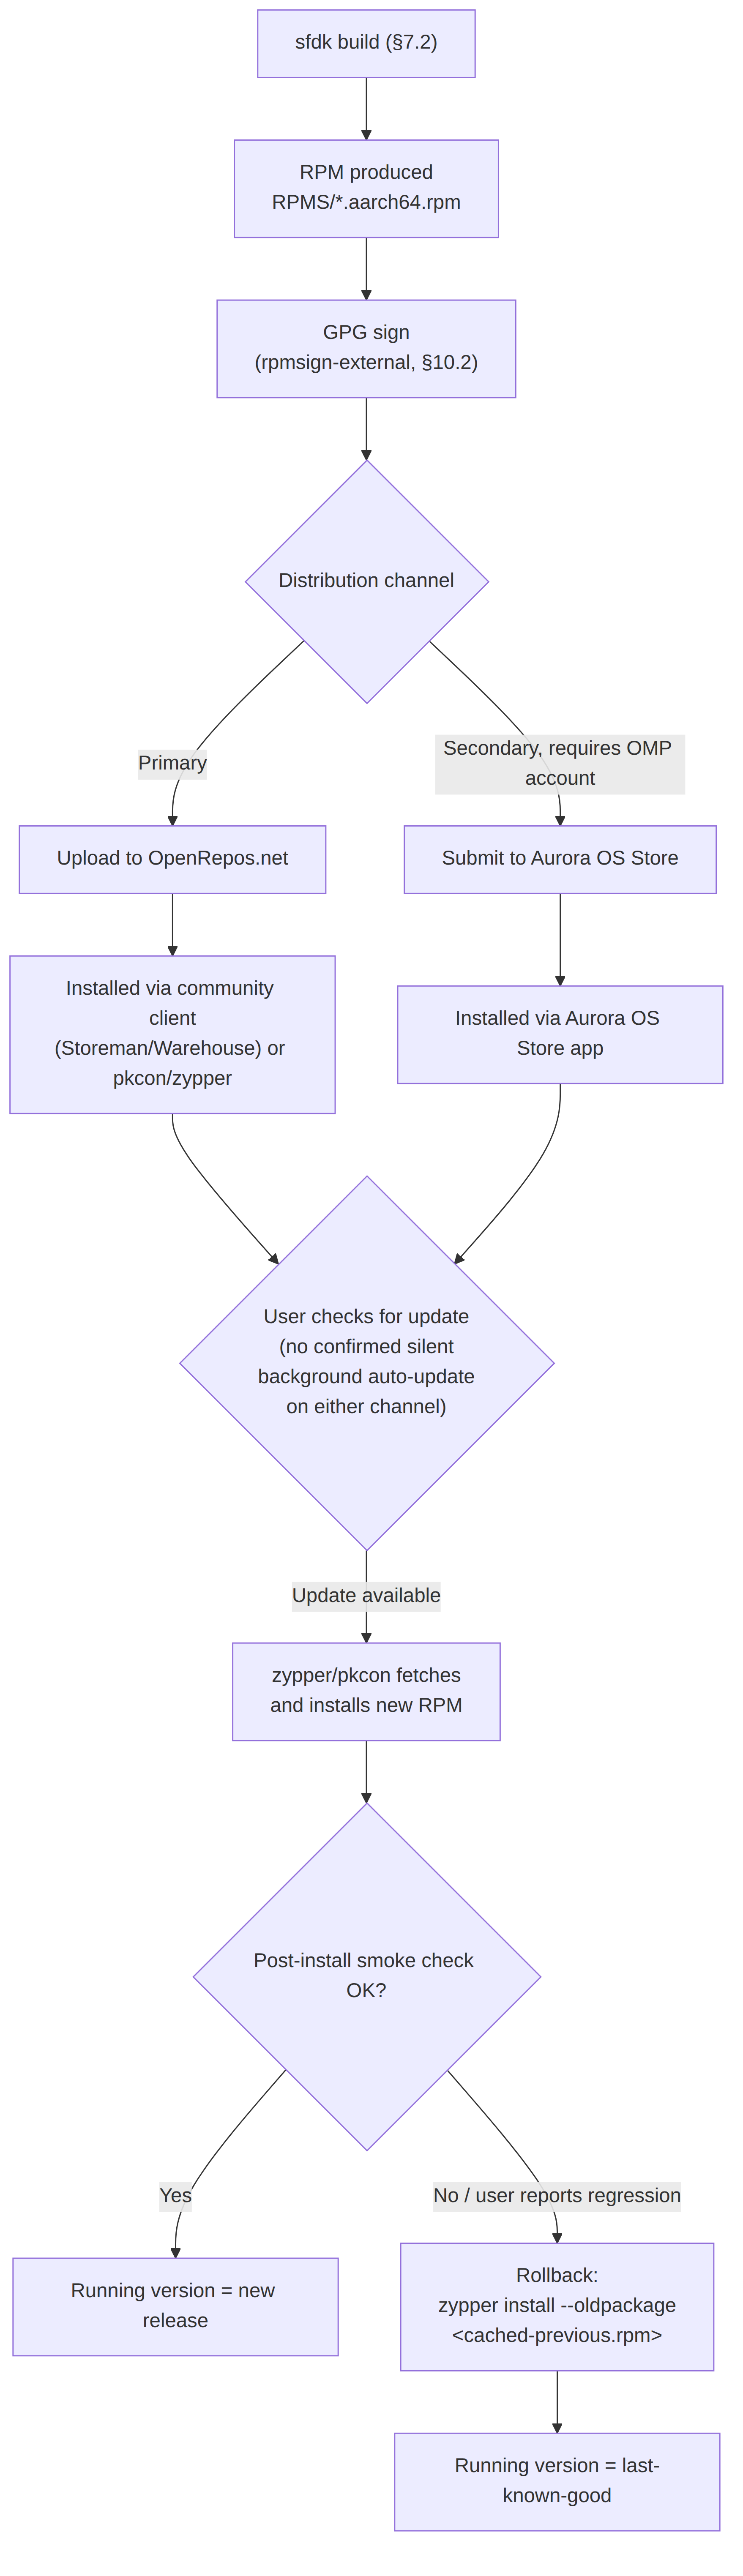 sfdk build (§7.2)
RPM produced
RPMS/*.aarch64.rpm
GPG sign
(rpmsign-external, §10.2)
Distribution channel
Primary
Secondary, requires OMP
account
Upload to OpenRepos.net
Submit to Aurora OS Store
Installed via community
client
(Storeman/Warehouse) or
pkcon/zypper
Installed via Aurora OS
Store app
User checks for update
(no confirmed silent
background auto-update
on either channel)
Update available
zypper/pkcon fetches
and installs new RPM
Post-install smoke check
OK?
Yes
No / user reports regression
Running version = new
release
Rollback:
zypper install --oldpackage
<cached-previous.rpm>
Running version = last-
known-good